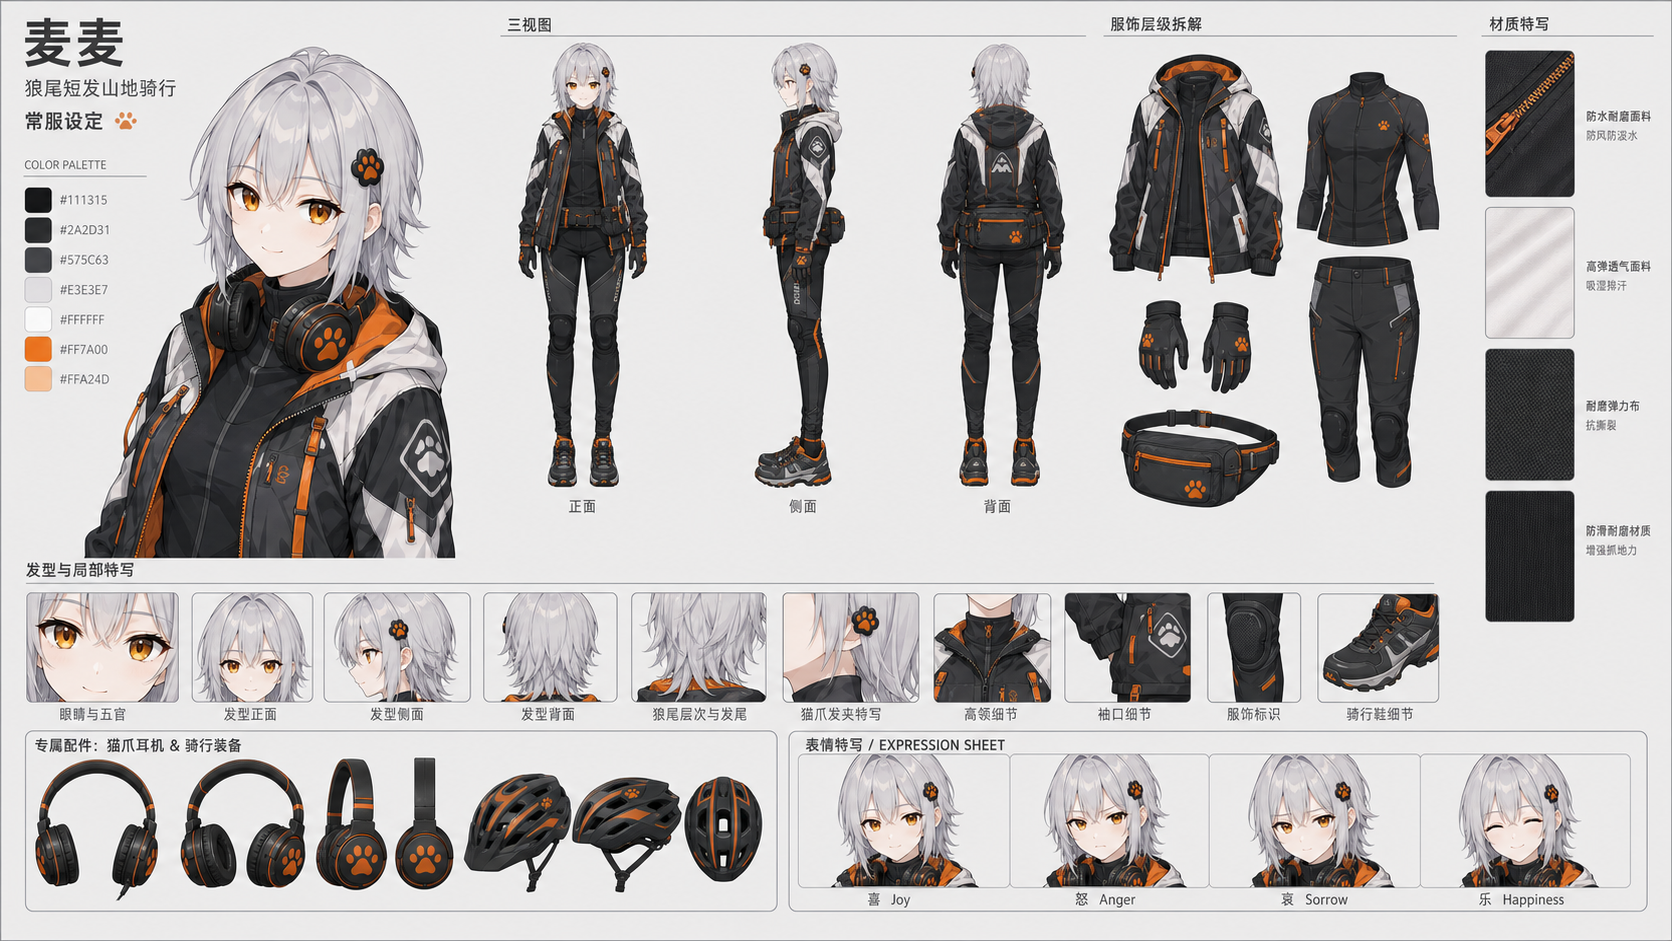 麦麦
狼尾短发山地骑行
常服设定
COLOR PALETTE
#111315
#2A2D31
#575C63
#E3E3E7
#FFFFFF
#FF7A00
#FFA24D
三视图
正面
侧面
背面
服饰层级拆解
材质特写
防水耐磨面料
防风防泼水
高弹透气面料
吸湿排汗
耐磨弹力布
抗撕裂
防滑耐磨材质
增强抓地力
发型与局部特写
眼睛与五官
发型正面
发型侧面
发型背面
狼尾层次与发尾
猫爪发夹特写
高领细节
袖口细节
服饰标识
骑行鞋细节
专属配件：猫爪耳机 & 骑行装备
表情特写 / EXPRESSION SHEET
喜 Joy
怒 Anger
哀 Sorrow
乐 Happiness